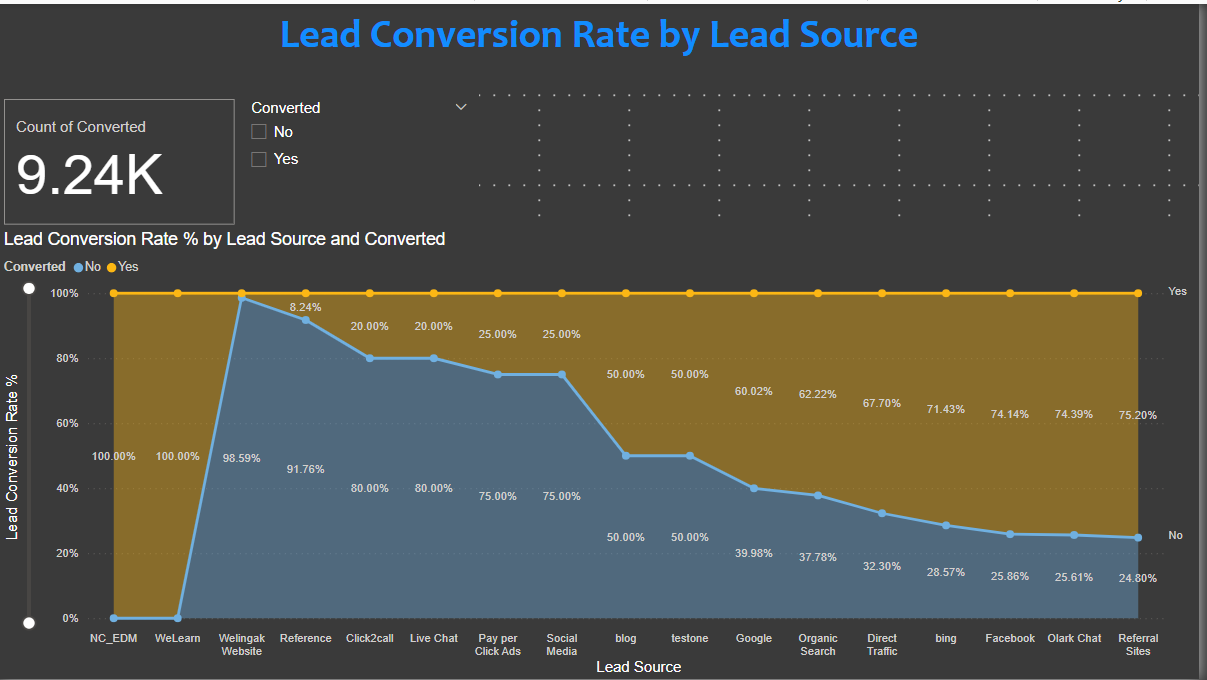 Lead Conversion Rate by Lead Source
Count of Converted
9.24K
Converted
No
Yes
Lead Conversion Rate % by Lead Source and Converted
Converted No Yes
Lead Conversion Rate %
100%
80%
60%
40%
20%
0%
Yes
No
8.24%
20.00% 20.00%
25.00% 25.00%
50.00% 50.00%
60.02%
62.22%
67.70%
71.43%
74.14%
74.39%
75.20%
100.00% 100.00%
98.59%
91.76%
80.00% 80.00%
75.00% 75.00%
50.00% 50.00%
39.98%
37.78%
32.30%
28.57%
25.86%
25.61%
24.80%
NC_EDM
WeLearn
Welingak
Website
Reference
Click2call
Live Chat
Pay per
Click Ads
Social
Media
blog
testone
Google
Organic
Search
Direct
Traffic
bing
Facebook
Olark Chat
Referral
Sites
Lead Source